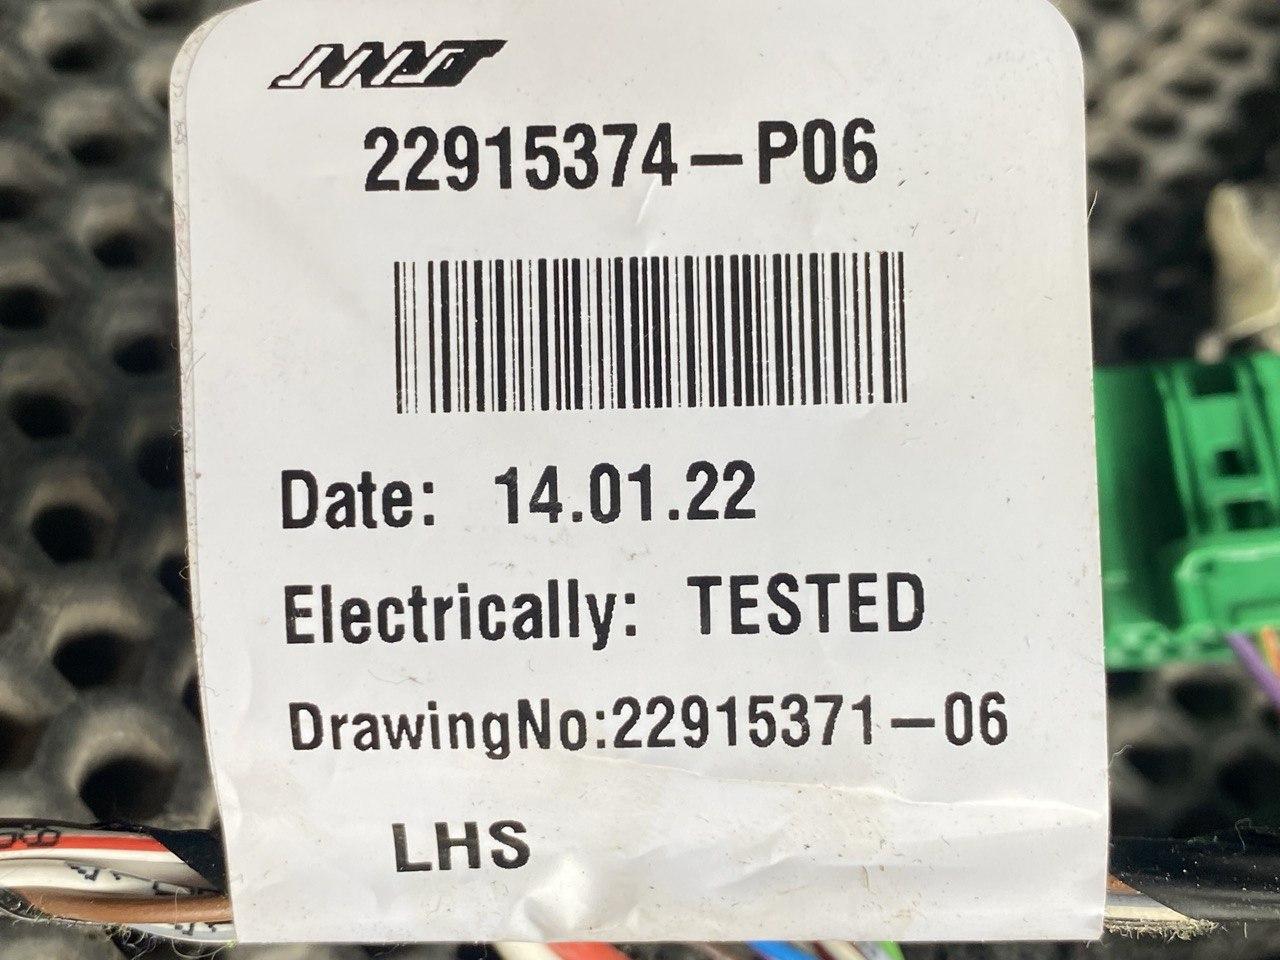 22915374-P06
Date: 14.01.22
Electrically: TESTED
DrawingNo:22915371-06
LHS